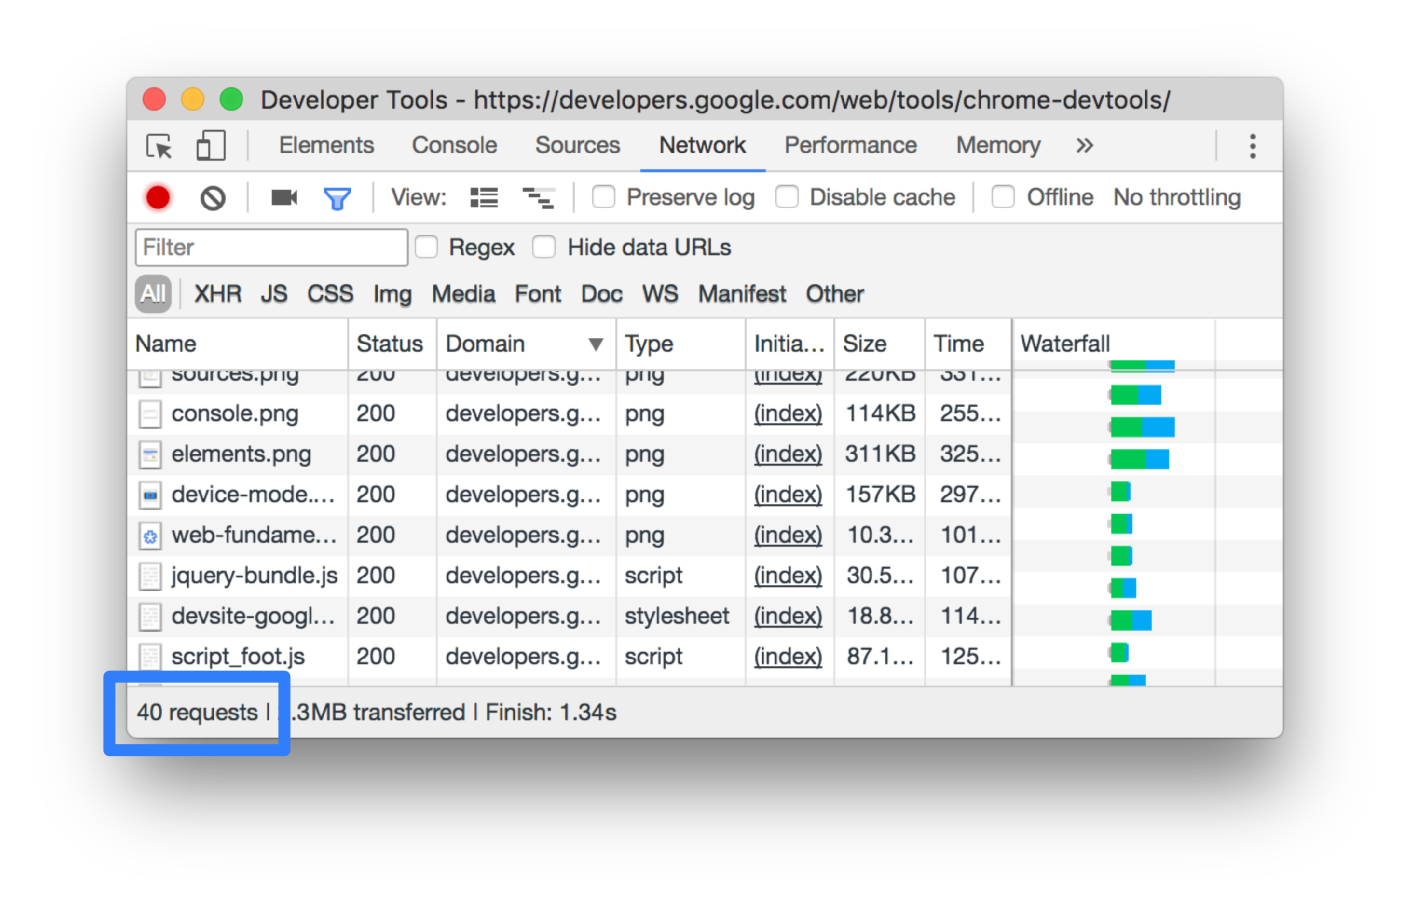 Developer Tools - https://developers.google.com/web/tools/chrome-devtools/
Elements Console Sources Network Performance Memory »
View: Preserve log Disable cache Offline No throttling
Filter Regex Hide data URLs
All XHR JS CSS Img Media Font Doc WS Manifest Other
Name Status Domain ▼ Type Initia... Size Time Waterfall
sources.png 200 developers.g... png (index) 220KB 331...
console.png 200 developers.g... png (index) 114KB 255...
elements.png 200 developers.g... png (index) 311KB 325...
device-mode.... 200 developers.g... png (index) 157KB 297...
web-fundame... 200 developers.g... png (index) 10.3... 101...
jquery-bundle.js 200 developers.g... script (index) 30.5... 107...
devsite-googl... 200 developers.g... stylesheet (index) 18.8... 114...
script_foot.js 200 developers.g... script (index) 87.1... 125...
40 requests | .3MB transferred | Finish: 1.34s